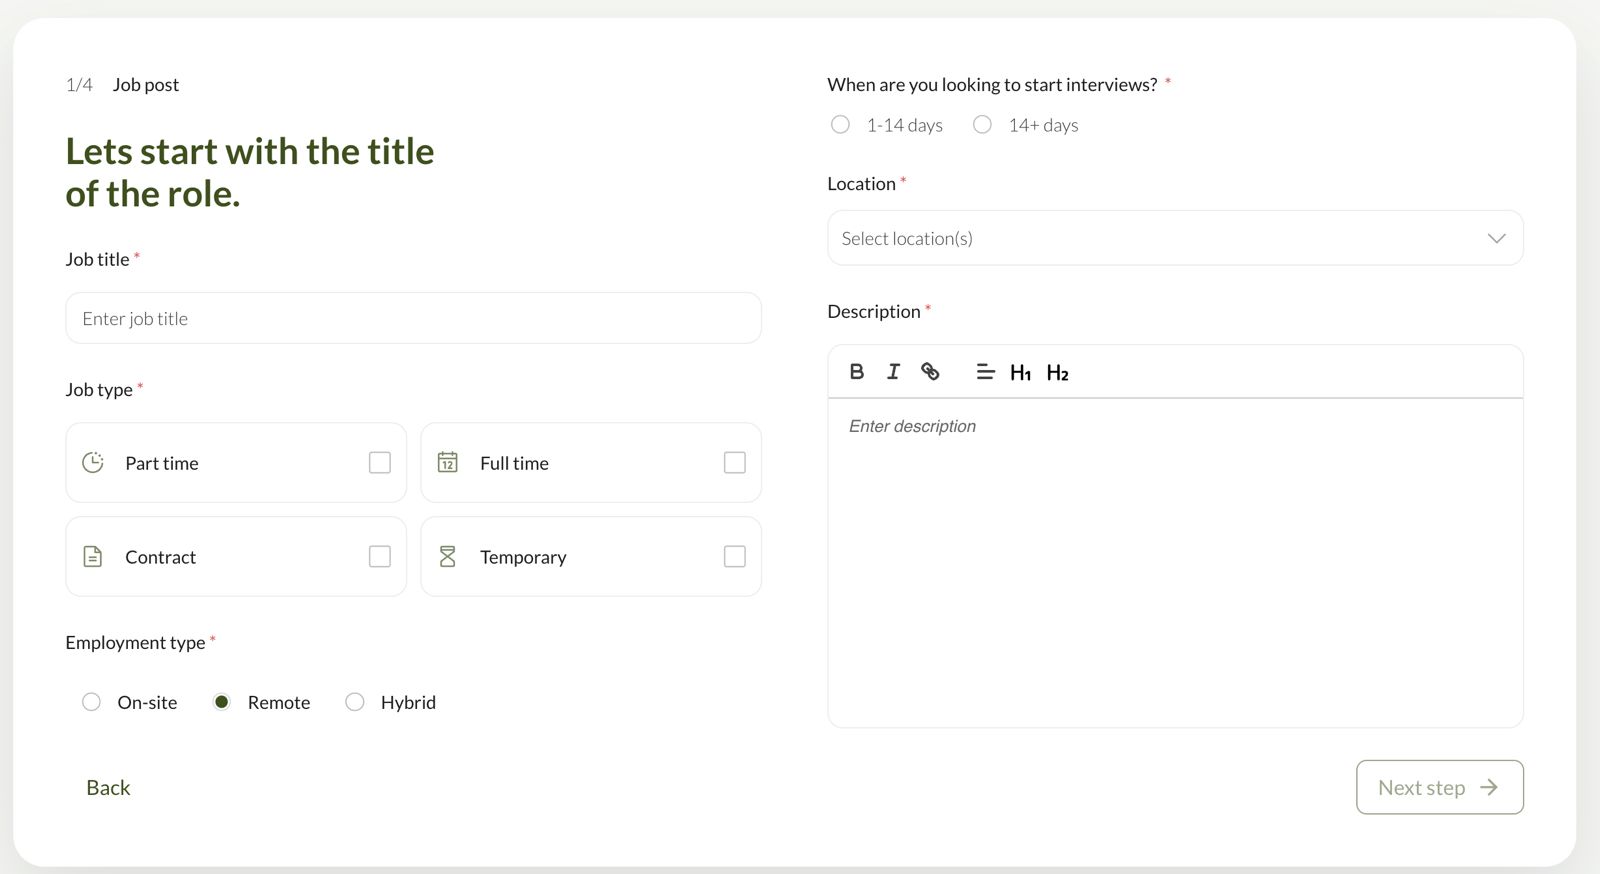 1/4 Job post
Lets start with the title
of the role.
Job title *
Enter job title
Job type *
Part time
12
Full time
Contract
Temporary
Employment type *
On-site
Remote
Hybrid
Back
When are you looking to start interviews? *
1-14 days
14+ days
Location *
Select location(s)
Description *
B I H1 H2
Enter description
Next step